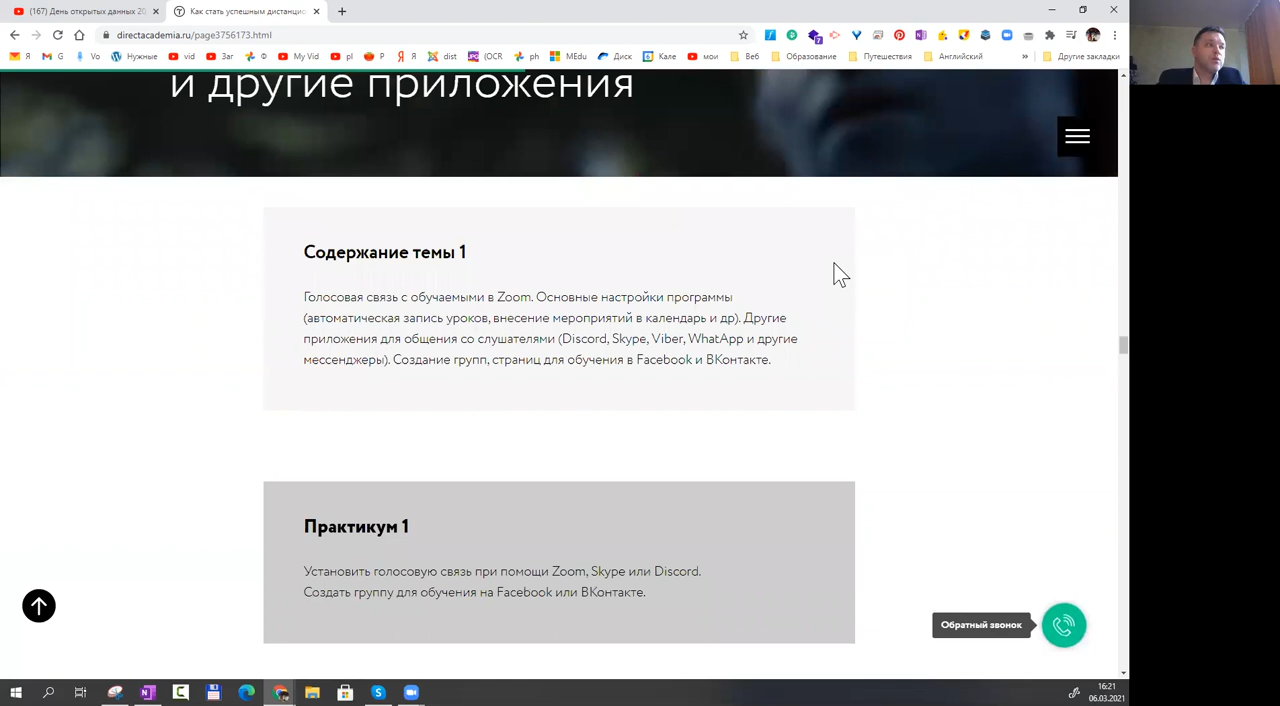 (167) День открытых данных 20
Как стать успешным дистанцио
directacademia.ru/page3756173.html
Я
G
Vo
Нужные
vid
Заг
Ф
My Vid
pl
Р
Я
dist
(OCR
ph
MEdu
Диск
Кале
мои
Веб
Образование
Путешествия
Английский
»
Другие закладки
и другие приложения
Содержание темы 1
Голосовая связь с обучаемыми в Zoom. Основные настройки программы
(автоматическая запись уроков, внесение мероприятий в календарь и др). Другие
приложения для общения со слушателями (Discord, Skype, Viber, WhatApp и другие
мессенджеры). Создание групп, страниц для обучения в Facebook и ВКонтакте.
Практикум 1
Установить голосовую связь при помощи Zoom, Skype или Discord.
Создать группу для обучения на Facebook или ВКонтакте.
Обратный звонок
16:21
06.03.2021